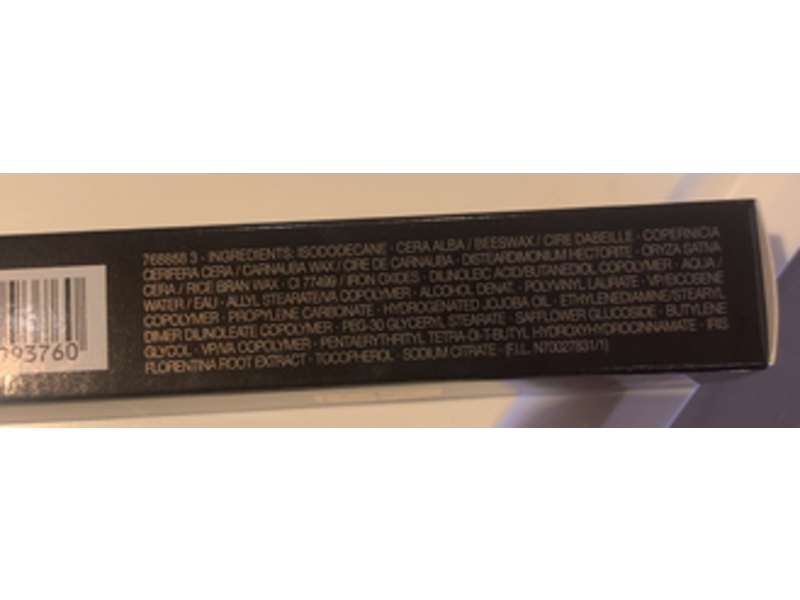 768868 3 · INGREDIENTS: ISODODECANE · CERA ALBA / BEESWAX / CIRE DABEILLE · COPERNICIA
CERIFERA CERA / CARNAUBA WAX / CIRE DE CARNAUBA · DISTEARDIMONIUM HECTORITE · ORYZA SATIVA
CERA / RICE BRAN WAX · CI 77499 / IRON OXIDES · DILINOLEIC ACID/BUTANEDIOL COPOLYMER · AQUA /
WATER / EAU · ALLYL STEARATE/VA COPOLYMER · ALCOHOL DENAT. · POLYVINYL LAURATE · VP/EICOSENE
COPOLYMER · PROPYLENE CARBONATE · HYDROGENATED JOJOBA OIL · ETHYLENEDIAMINE/STEARYL
DIMER DILINOLEATE COPOLYMER · PEG-30 GLYCERYL STEARATE · SAFFLOWER GLUCOSIDE · BUTYLENE
GLYCOL · VP/VA COPOLYMER · PENTAERYTHRITYL TETRA-DI-T-BUTYL HYDROXYHYDROCINNAMATE · IRIS
FLORENTINA ROOT EXTRACT · TOCOPHEROL · SODIUM CITRATE · (F.I.L. N70027831/1)
793760